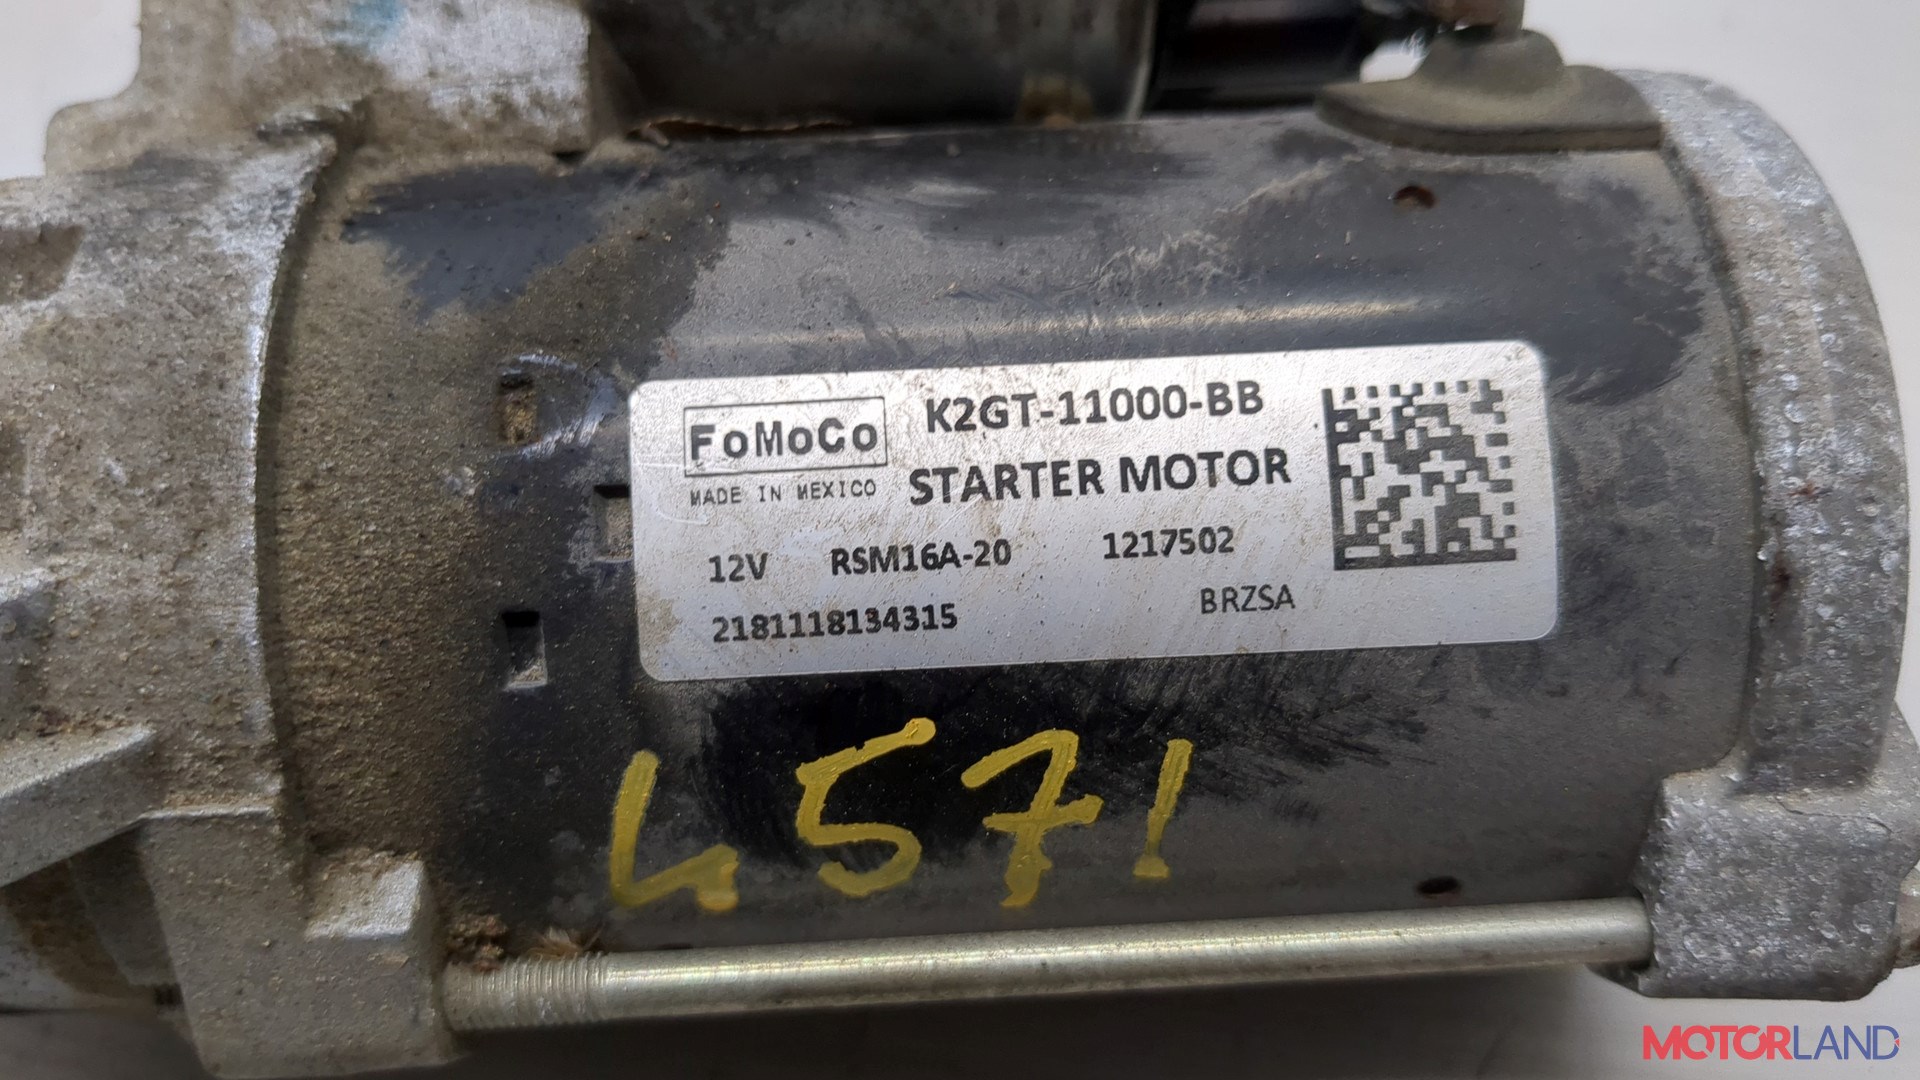 FoMoCo K2GT-11000-BB
MADE IN MEXICO STARTER MOTOR
12V RSM16A-20 1217502
2181118134315 BRZSA
4571
MOTORLAND